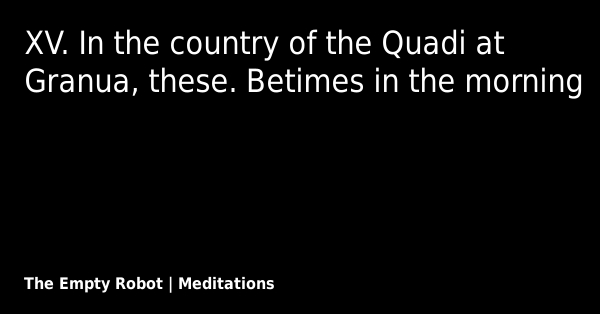 XV. In the country of the Quadi at
Granua, these. Betimes in the morning
The Empty Robot | Meditations